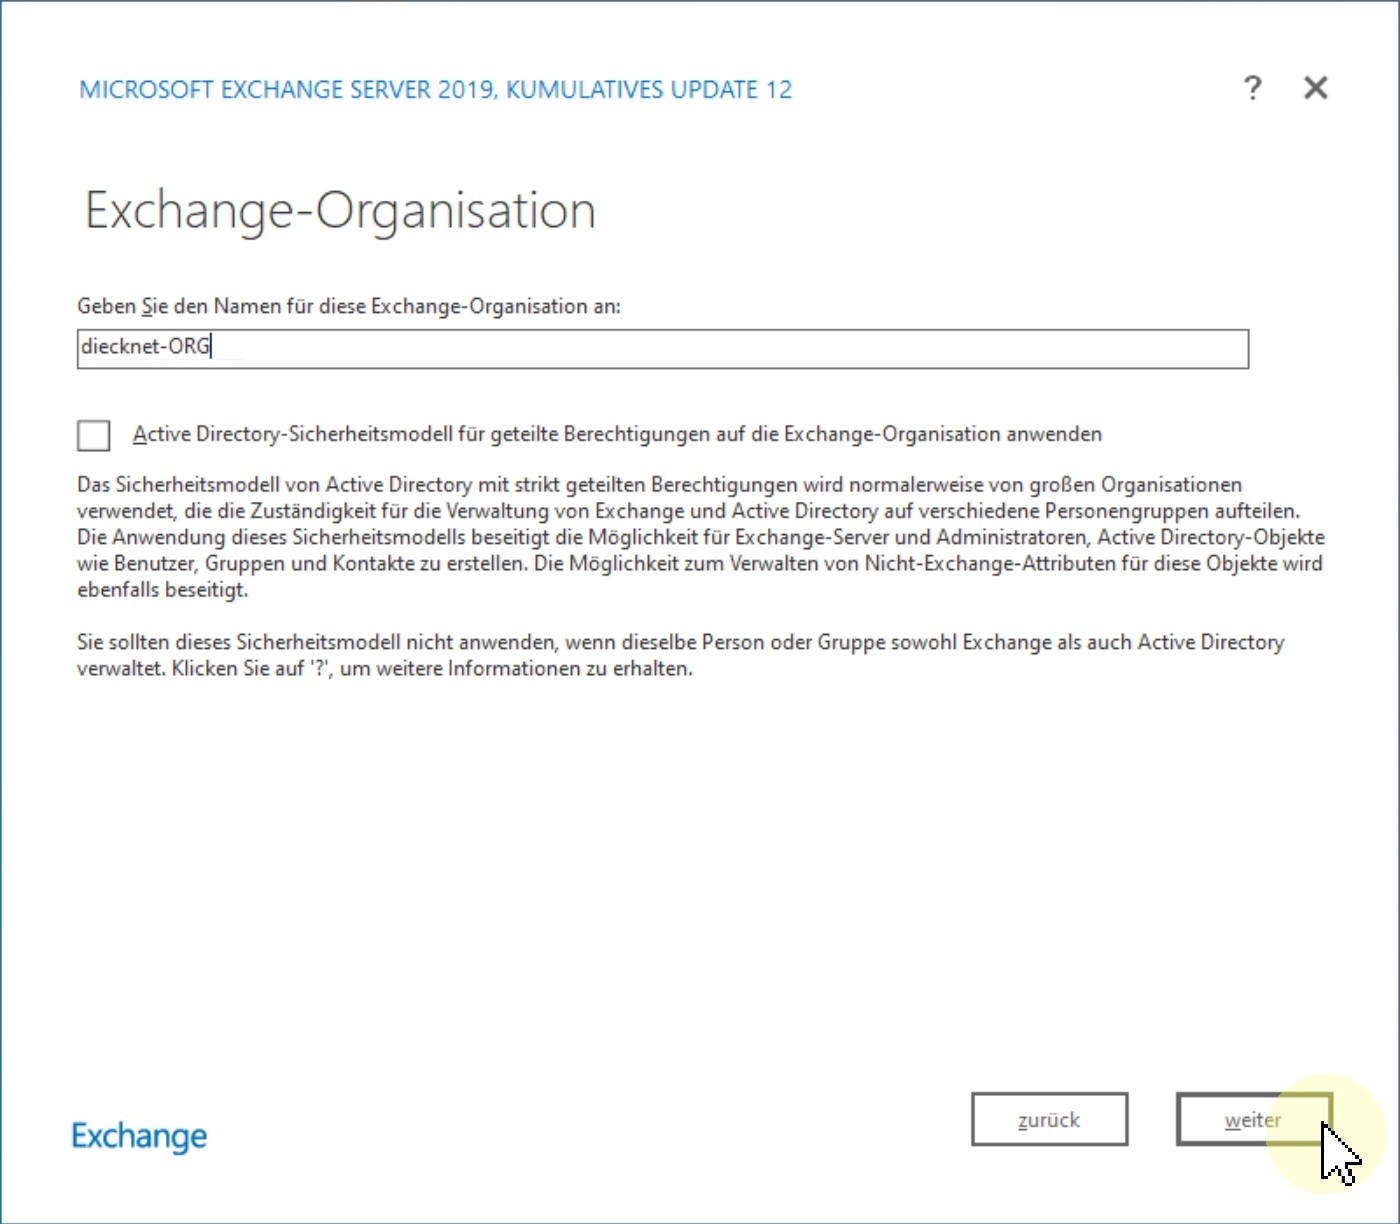 MICROSOFT EXCHANGE SERVER 2019, KUMULATIVES UPDATE 12
?
Exchange-Organisation
Geben Sie den Namen für diese Exchange-Organisation an:
diecknet-ORG
Active Directory-Sicherheitsmodell für geteilte Berechtigungen auf die Exchange-Organisation anwenden
Das Sicherheitsmodell von Active Directory mit strikt geteilten Berechtigungen wird normalerweise von großen Organisationen
verwendet, die die Zuständigkeit für die Verwaltung von Exchange und Active Directory auf verschiedene Personengruppen aufteilen.
Die Anwendung dieses Sicherheitsmodells beseitigt die Möglichkeit für Exchange-Server und Administratoren, Active Directory-Objekte
wie Benutzer, Gruppen und Kontakte zu erstellen. Die Möglichkeit zum Verwalten von Nicht-Exchange-Attributen für diese Objekte wird
ebenfalls beseitigt.
Sie sollten dieses Sicherheitsmodell nicht anwenden, wenn dieselbe Person oder Gruppe sowohl Exchange als auch Active Directory
verwaltet. Klicken Sie auf '?', um weitere Informationen zu erhalten.
Exchange
zurück
weiter